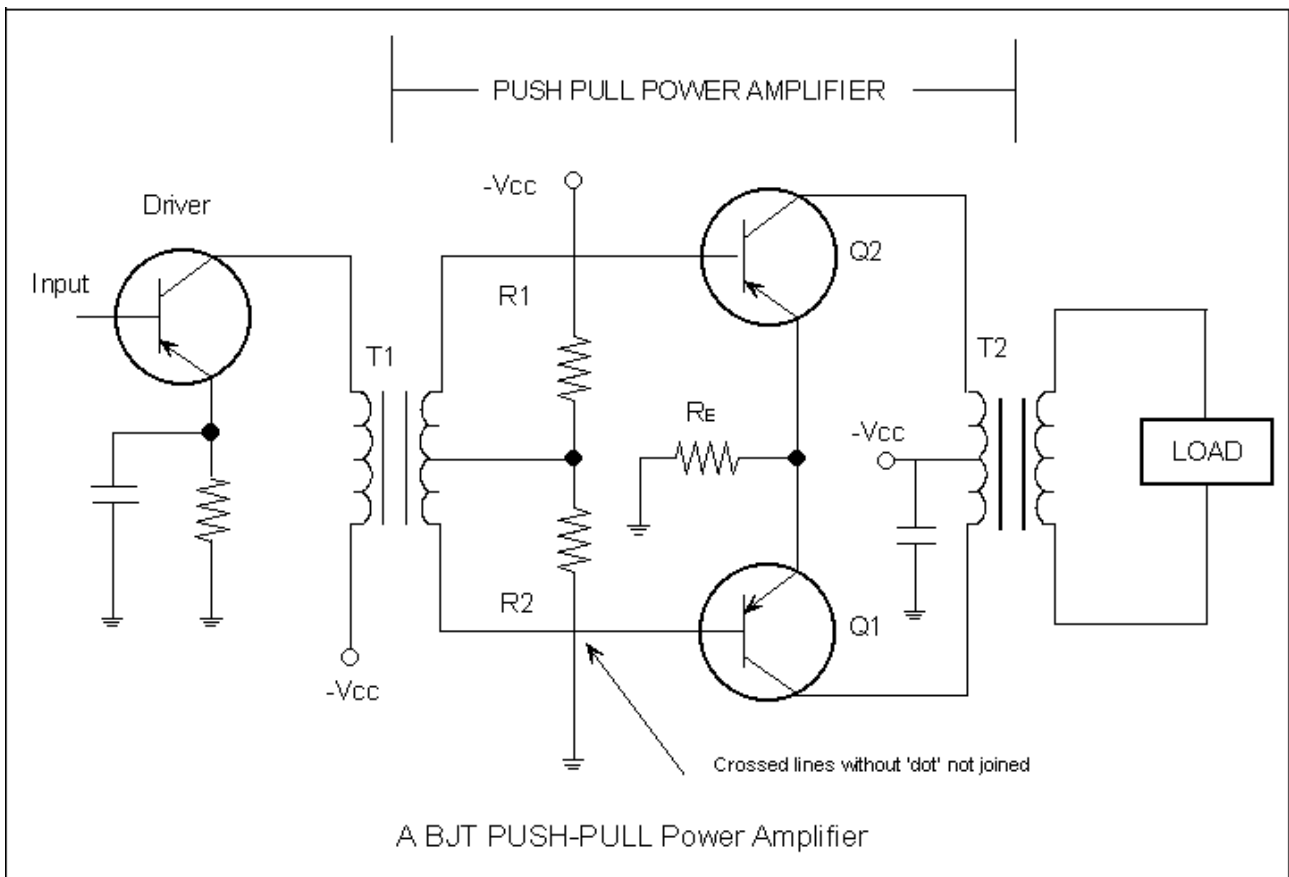 PUSH PULL POWER AMPLIFIER
-Vcc
Driver
Q2
Input
R1
T1
T2
RE
-Vcc
LOAD
R2
Q1
-Vcc
Crossed lines without 'dot' not joined
A BJT PUSH-PULL Power Amplifier